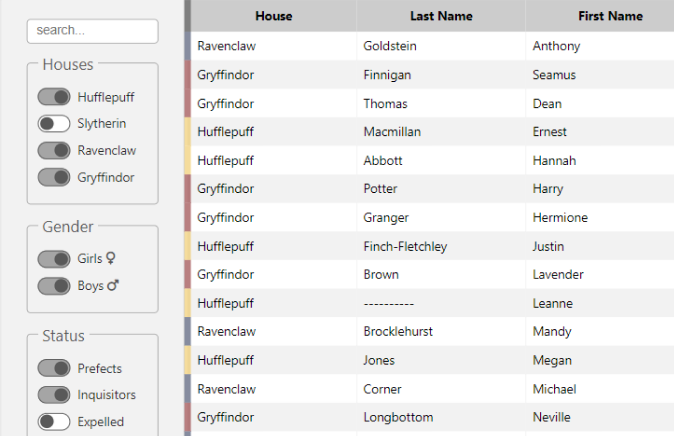 search...
Houses
Hufflepuff
Slytherin
Ravenclaw
Gryffindor
Gender
Girls ♀
Boys ♂
Status
Prefects
Inquisitors
Expelled
House Last Name First Name
Ravenclaw Goldstein Anthony
Gryffindor Finnigan Seamus
Gryffindor Thomas Dean
Hufflepuff Macmillan Ernest
Hufflepuff Abbott Hannah
Gryffindor Potter Harry
Gryffindor Granger Hermione
Hufflepuff Finch-Fletchley Justin
Gryffindor Brown Lavender
Hufflepuff ---------- Leanne
Ravenclaw Brocklehurst Mandy
Hufflepuff Jones Megan
Ravenclaw Corner Michael
Gryffindor Longbottom Neville